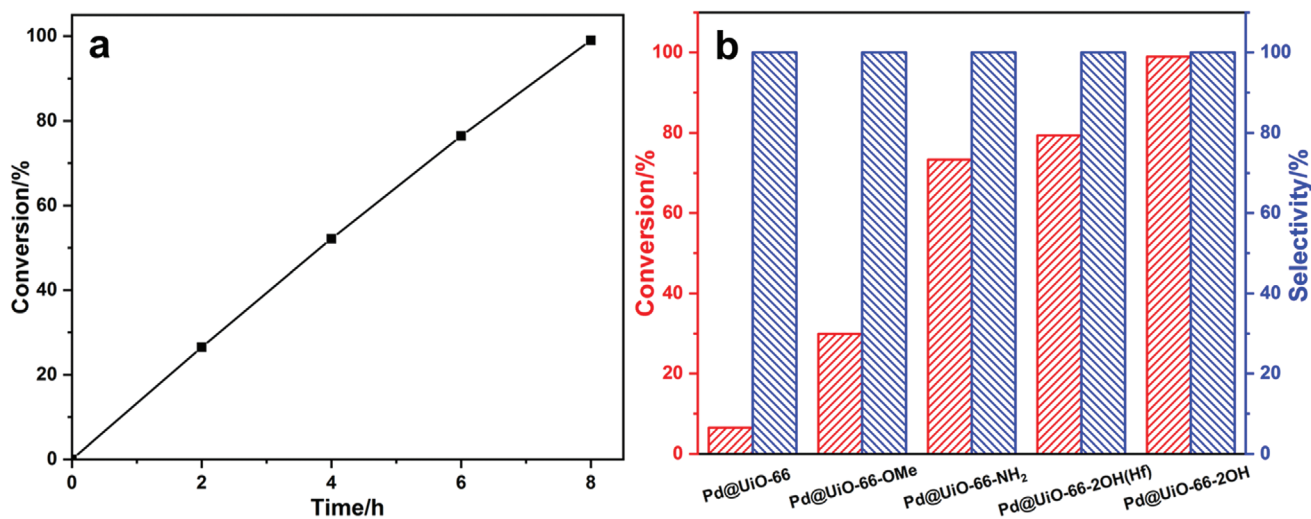 a
Conversion/%
100
80
60
40
20
0
0 2 4 6 8
Time/h
b
Conversion/%
100
80
60
40
20
0
Selectivity/%
100
80
60
40
20
0
Pd@UiO-66
Pd@UiO-66-OMe
Pd@UiO-66-NH₂
Pd@UiO-66-2OH(Hf)
Pd@UiO-66-2OH